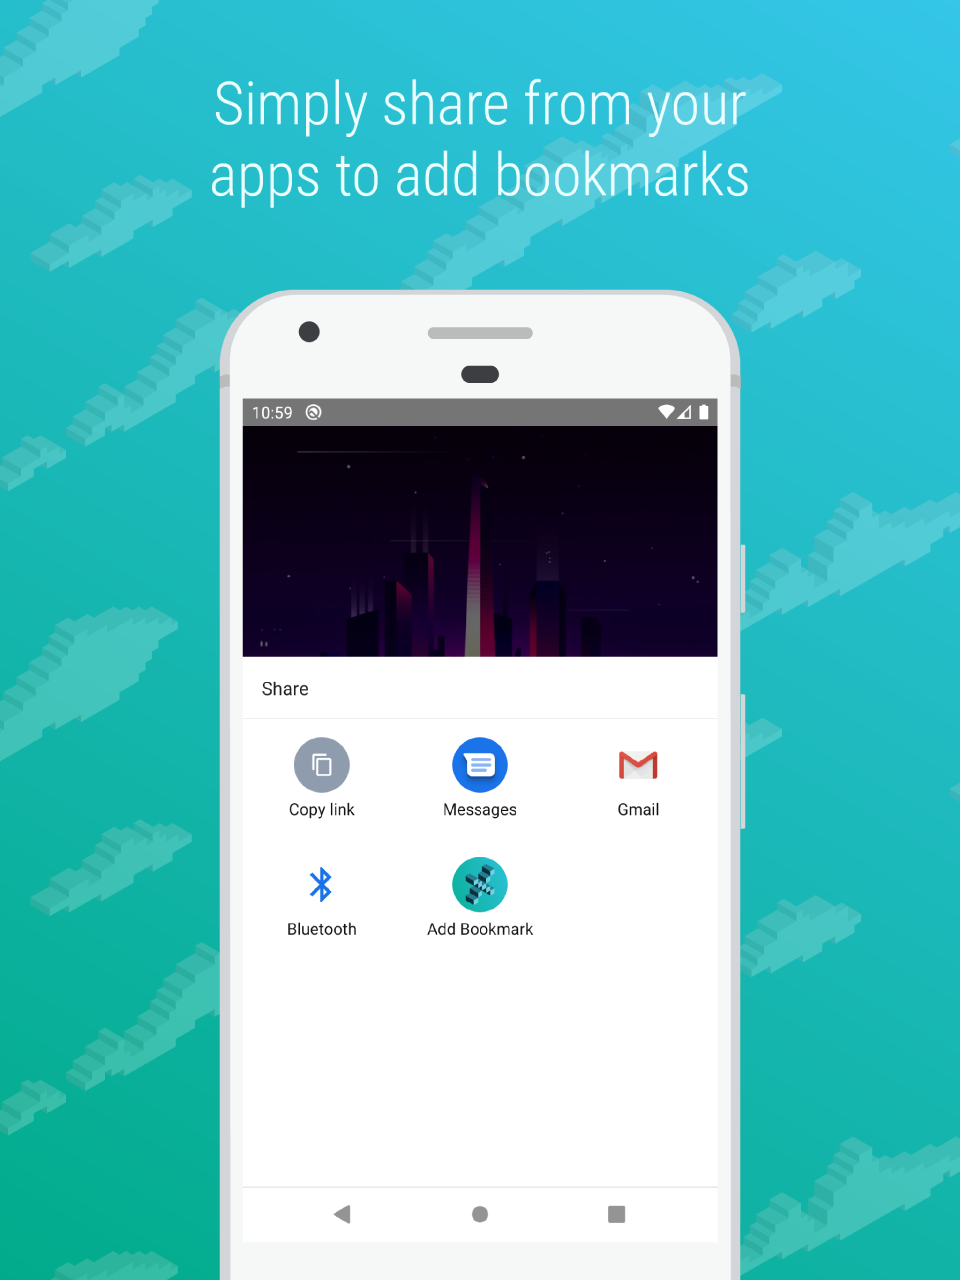 Simply share from your
apps to add bookmarks
10:59
Share
Copy link
Messages
Gmail
Bluetooth
Add Bookmark